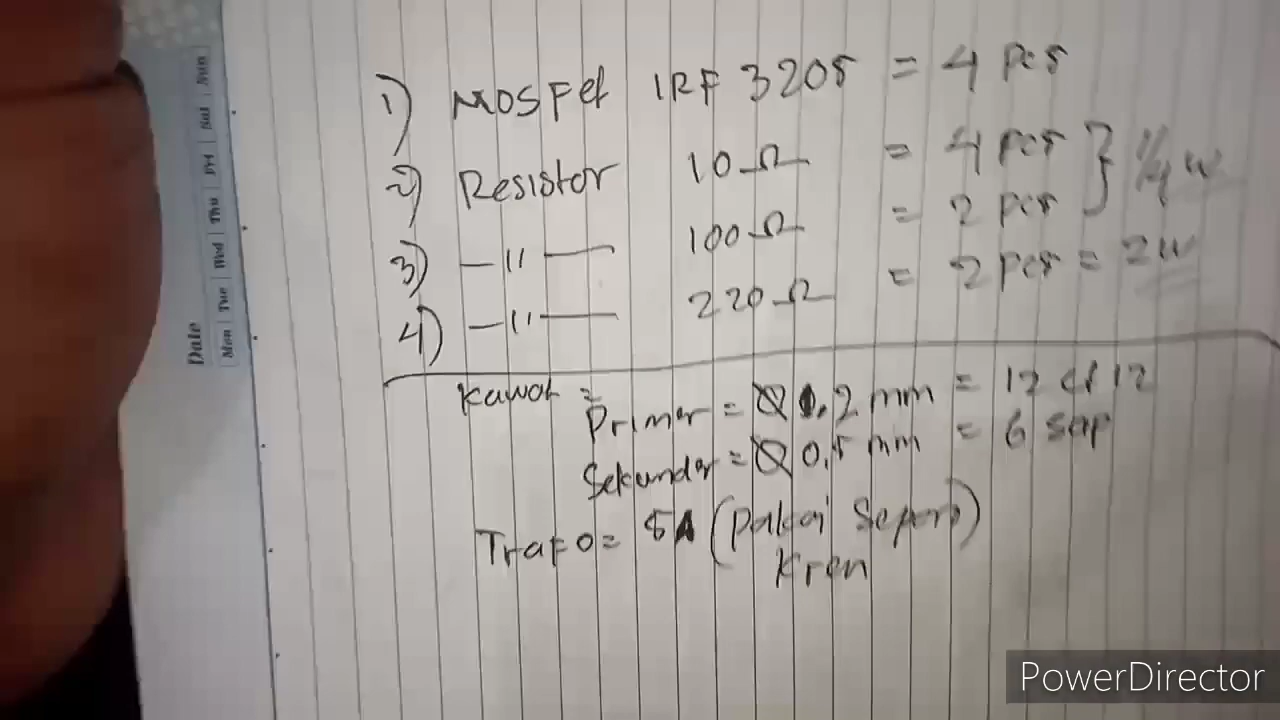 Date
Mon Tue Wed Thu Fri Sat Sun
1) Mosfet IRF 3205 = 4 Pcs
2) Resistor 10 Ω = 4 pcs } 1/4 w
3) —〃— 100 Ω = 2 pcs
4) —〃— 220 Ω = 2 pcs = 2w
Kawat =
Primer = Ø 1.2 mm = 12 ct 12
Sekunder = Ø 0,5 mm = 6 sap
Trafo = 5A (Pakai Separo)
Kren
PowerDirector